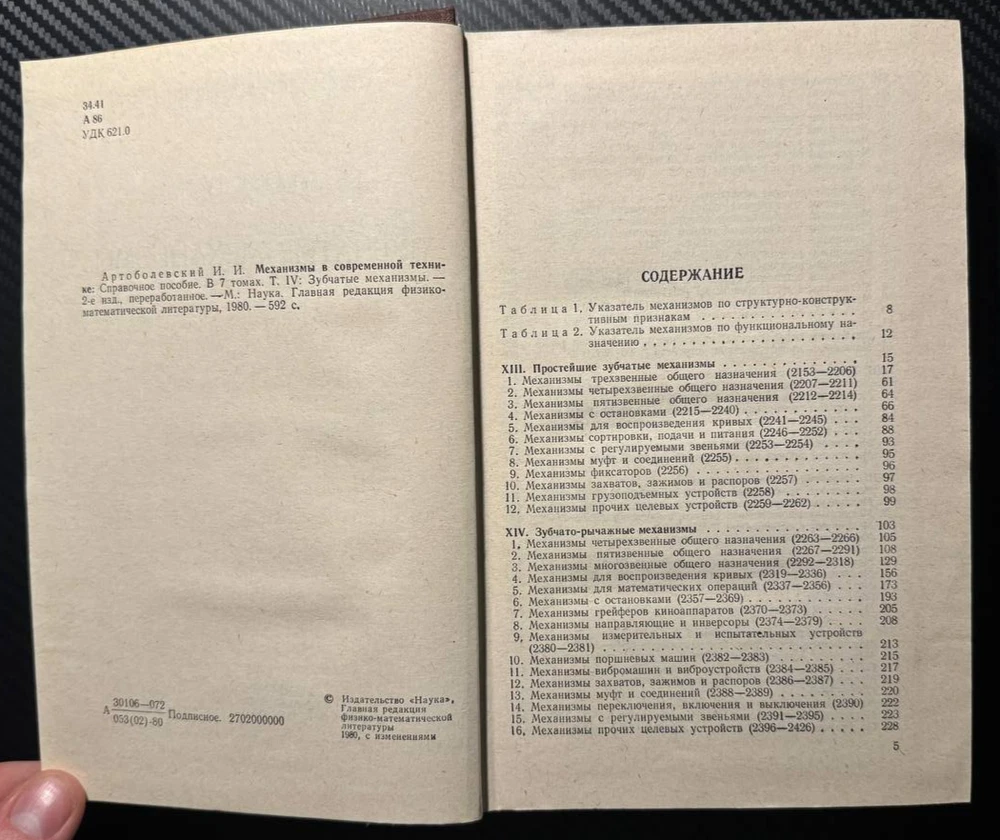 34.41
А 86
УДК 621.0
Артоболевский И. И. Механизмы в современной техни-
ке: Справочное пособие. В 7 томах. Т. IV: Зубчатые механизмы. —
2-е изд., переработанное. — М.: Наука. Главная редакция физико-
математической литературы, 1980. — 592 с.
А 30106—072
053(02)-80 Подписное. 2702000000
© Издательство «Наука»,
Главная редакция
физико-математической
литературы
1980, с изменениями
СОДЕРЖАНИЕ
Таблица 1. Указатель механизмов по структурно-конструк-
тивным признакам . . . . . . . . . . . . . . . . 8
Таблица 2. Указатель механизмов по функциональному на-
значению . . . . . . . . . . . . . . . . . . . . 12
XIII. Простейшие зубчатые механизмы . . . . . . . . . . . . 15
1. Механизмы трехзвенные общего назначения (2153—2206) 17
2. Механизмы четырехзвенные общего назначения (2207—2211) 61
3. Механизмы пятизвенные общего назначения (2212—2214) 64
4. Механизмы с остановками (2215—2240) . . . . . . . . . . . 66
5. Механизмы для воспроизведения кривых (2241—2245) . . . 84
6. Механизмы сортировки, подачи и питания (2246—2252) . . . 88
7. Механизмы с регулируемыми звеньями (2253—2254) . . . . 93
8. Механизмы муфт и соединений (2255) . . . . . . . . . . . . 95
9. Механизмы фиксаторов (2256) . . . . . . . . . . . . . . 96
10. Механизмы захватов, зажимов и распоров (2257) . . . . . . 97
11. Механизмы грузоподъемных устройств (2258) . . . . . . . 98
12. Механизмы прочих целевых устройств (2259—2262) . . . . . 99
XIV. Зубчато-рычажные механизмы . . . . . . . . . . . . . . 103
1. Механизмы четырехзвенные общего назначения (2263—2266) 105
2. Механизмы пятизвенные общего назначения (2267—2291) 108
3. Механизмы многозвенные общего назначения (2292—2318) 129
4. Механизмы для воспроизведения кривых (2319—2336) . . . 156
5. Механизмы для математических операций (2337—2356) . . . 173
6. Механизмы с остановками (2357—2369) . . . . . . . . . . 193
7. Механизмы грейферов киноаппаратов (2370—2373) . . . . . 205
8. Механизмы направляющие и инверсоры (2374—2379) . . . . 208
9. Механизмы измерительных и испытательных устройств
(2380—2381) . . . . . . . . . . . . . . . . . . . . . . 213
10. Механизмы поршневых машин (2382—2383) . . . . . . . . 215
11. Механизмы вибромашин и виброустройств (2384—2385) . . . 217
12. Механизмы захватов, зажимов и распоров (2386—2387) . . . 219
13. Механизмы муфт и соединений (2388—2389) . . . . . . . . 220
14. Механизмы переключения, включения и выключения (2390) 222
15. Механизмы с регулируемыми звеньями (2391—2395) . . . . 223
16. Механизмы прочих целевых устройств (2396—2426) . . . . . 228
5